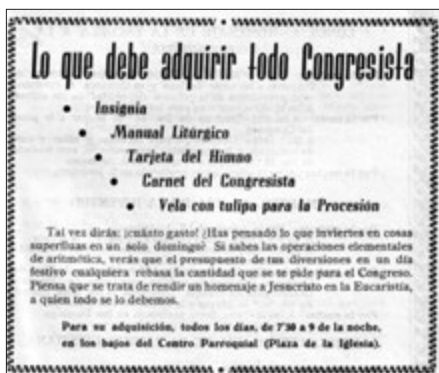 Lo que debe adquirir todo Congresista
• Insignia
• Manual Litúrgico
• Tarjeta del Himno
• Carnet del Congresista
• Vela con tulipa para la Procesión
Tal vez dirás: ¡cuánto gasto! ¿Has pensado lo que inviertes en cosas
superfluas en un solo domingo? Si sabes las operaciones elementales
de aritmética, verás que el presupuesto de tus diversiones en un día
festivo cualquiera rebasa la cantidad que se te pide para el Congreso.
Piensa que se trata de rendir un homenaje a Jesucristo en la Eucaristía,
a quien todo se lo debemos.
Para su adquisición, todos los días, de 7'30 a 9 de la noche,
en los bajos del Centro Parroquial (Plaza de la Iglesia).